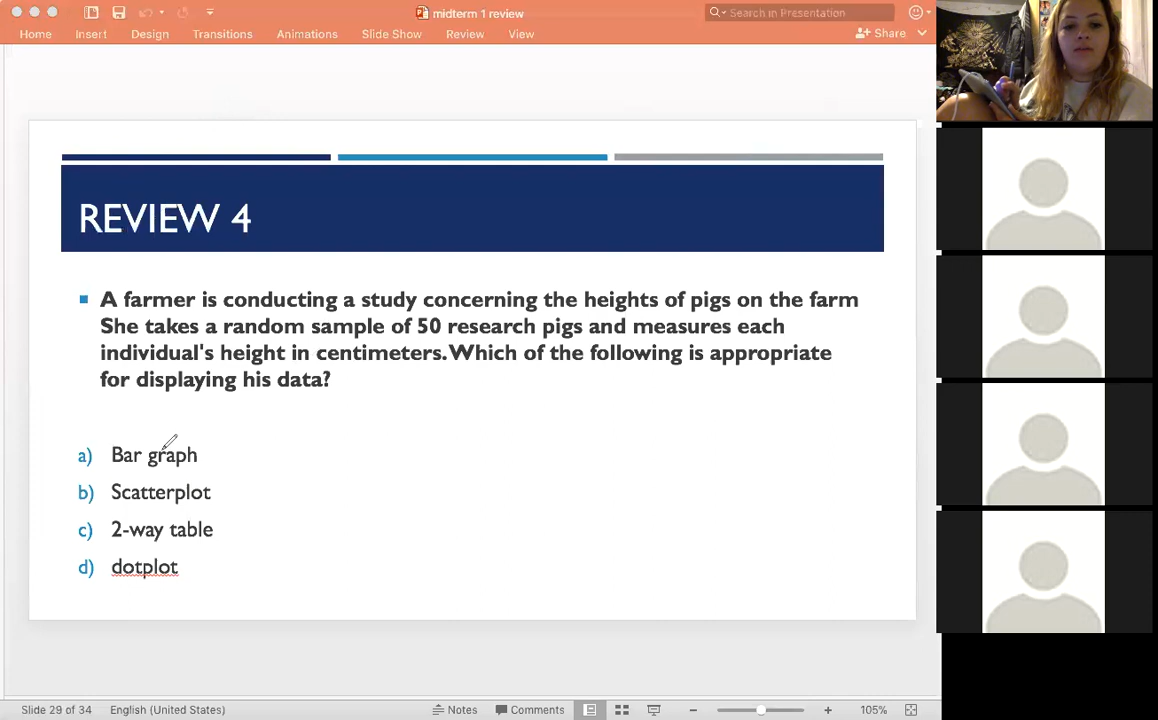 midterm 1 review
Search in Presentation
Home Insert Design Transitions Animations Slide Show Review View
Share
REVIEW 4
A farmer is conducting a study concerning the heights of pigs on the farm
She takes a random sample of 50 research pigs and measures each
individual's height in centimeters. Which of the following is appropriate
for displaying his data?
a) Bar graph
b) Scatterplot
c) 2-way table
d) dotplot
Slide 29 of 34 English (United States) Notes Comments 105%